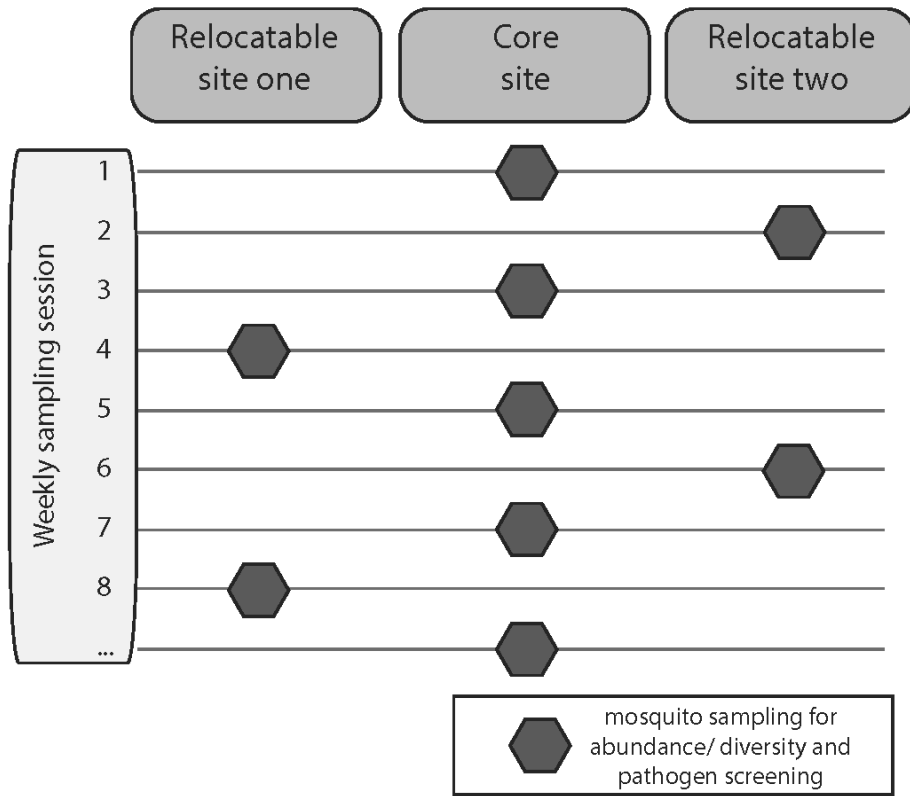 Relocatable
site one
Core
site
Relocatable
site two
Weekly sampling session
1
2
3
4
5
6
7
8
...
mosquito sampling for
abundance/ diversity and
pathogen screening